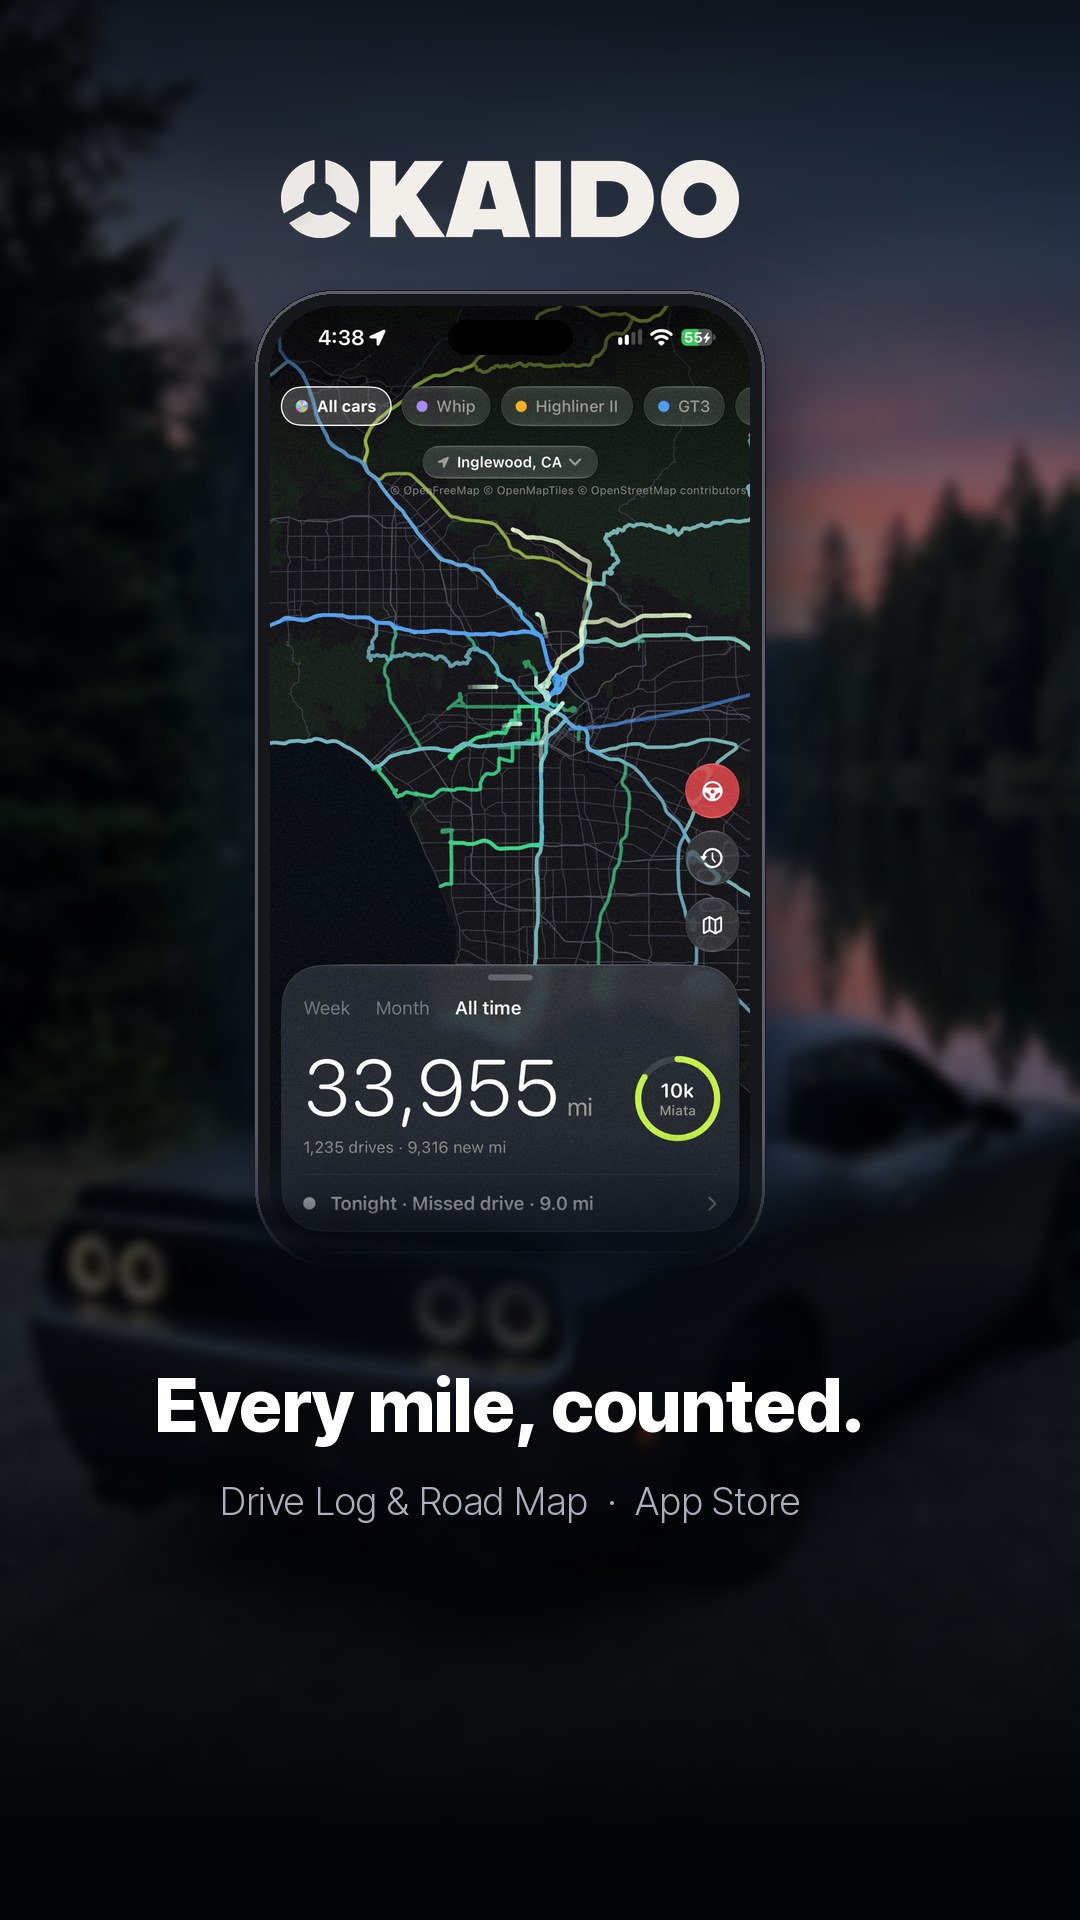 KAIDO
4:38
55
All cars
Whip
Highliner II
GT3
Inglewood, CA
© OpenFreeMap © OpenMapTiles © OpenStreetMap contributors
Week Month All time
33,955 mi
10k
Miata
1,235 drives · 9,316 new mi
Tonight · Missed drive · 9.0 mi
Every mile, counted.
Drive Log & Road Map · App Store